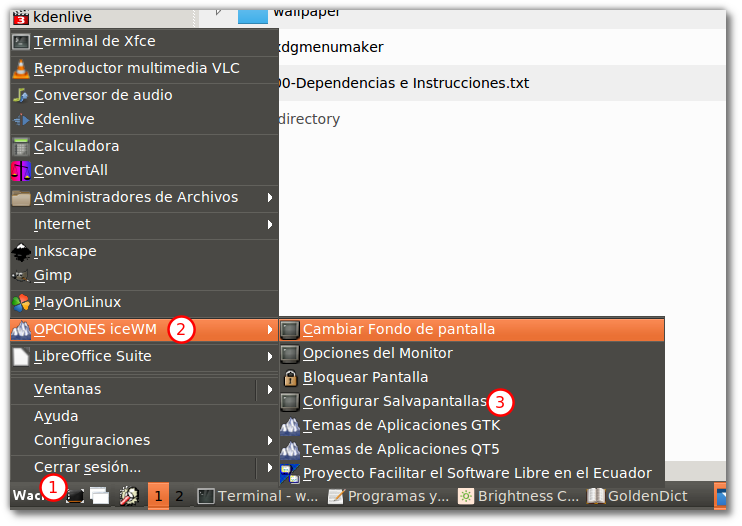 kdenlive
wallpaper
xdgmenumaker
00-Dependencias e Instrucciones.txt
directory
Terminal de Xfce
Reproductor multimedia VLC
Conversor de audio
Kdenlive
Calculadora
ConvertAll
Administradores de Archivos
Internet
Inkscape
Gimp
PlayOnLinux
OPCIONES iceWM
2
LibreOffice Suite
Ventanas
Ayuda
Configuraciones
Cerrar sesión...
Cambiar Fondo de pantalla
Opciones del Monitor
Bloquear Pantalla
Configurar Salvapantallas
3
Temas de Aplicaciones GTK
Temas de Aplicaciones QT5
Proyecto Facilitar el Software Libre en el Ecuador
1
1
2
Terminal - w...
Programas y...
Brightness C...
GoldenDict